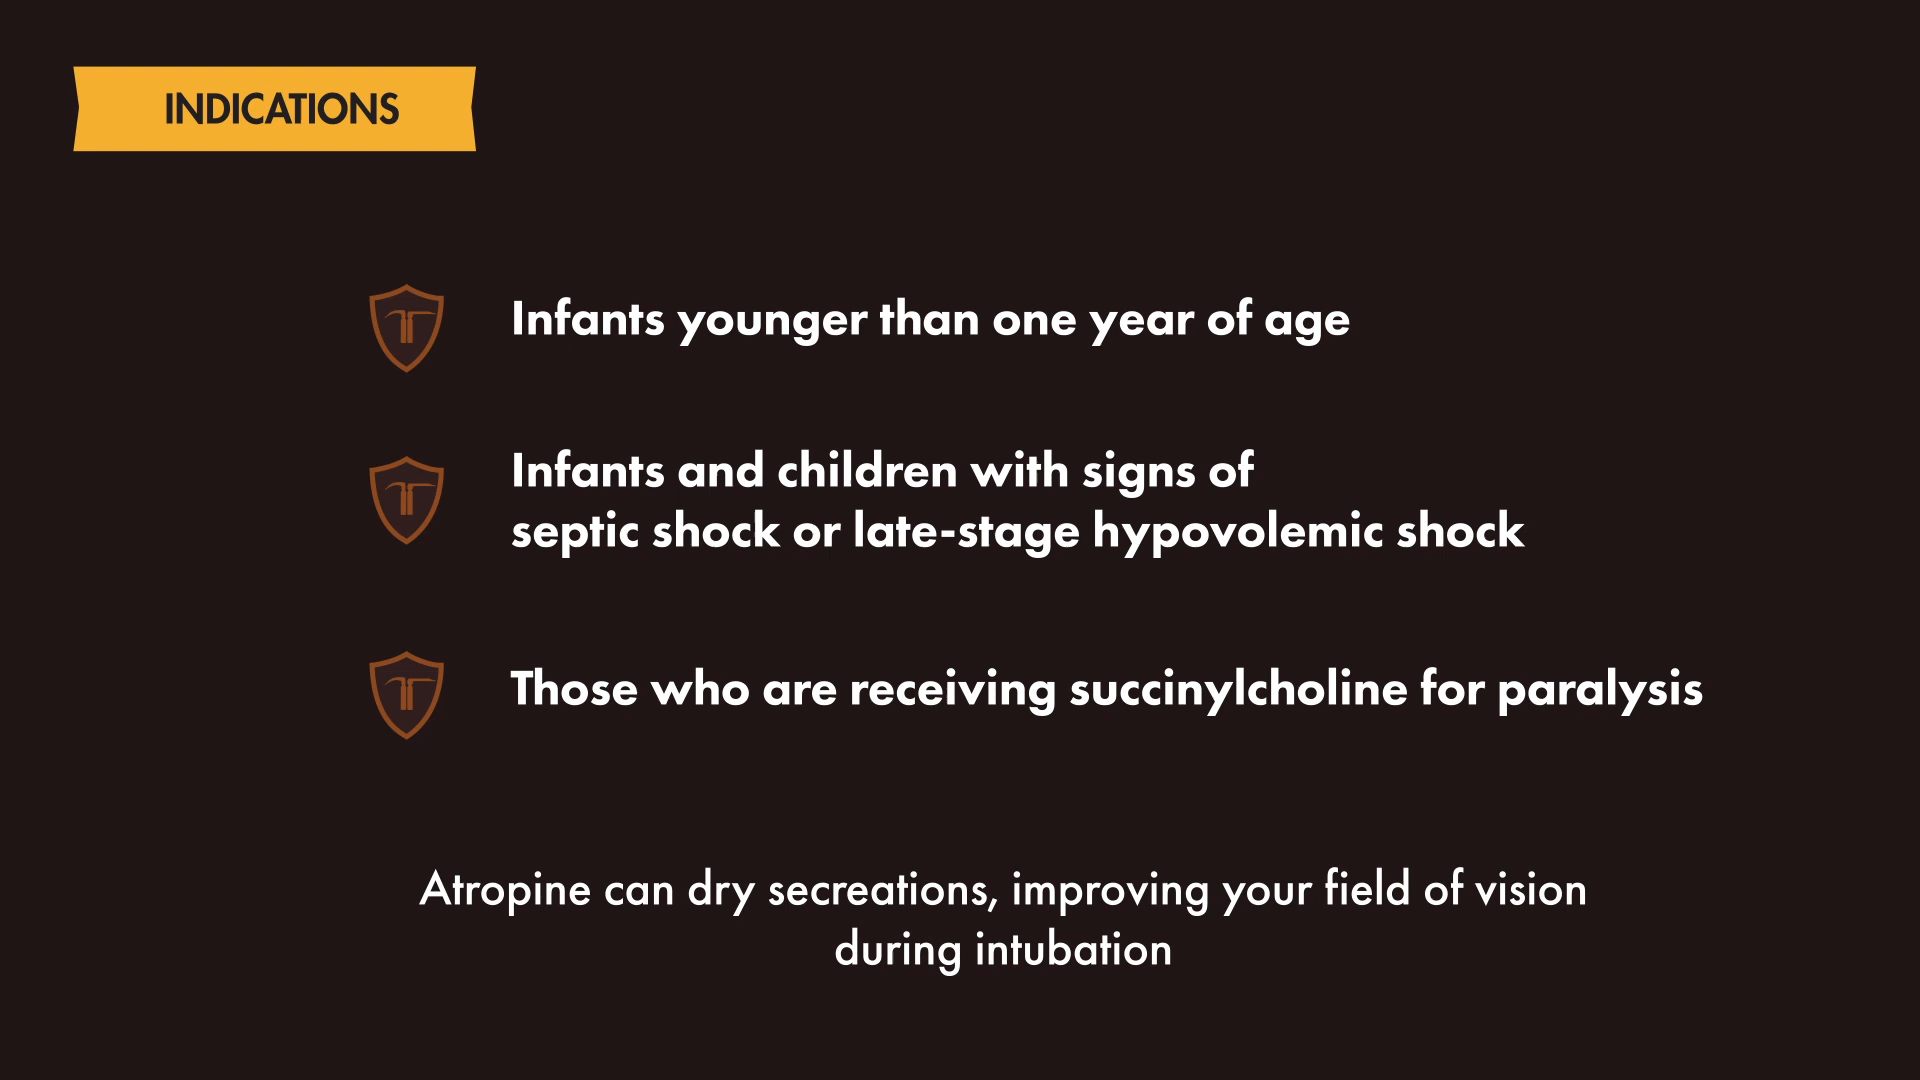 INDICATIONS
Infants younger than one year of age
Infants and children with signs of
septic shock or late-stage hypovolemic shock
Those who are receiving succinylcholine for paralysis
Atropine can dry secreations, improving your field of vision
during intubation